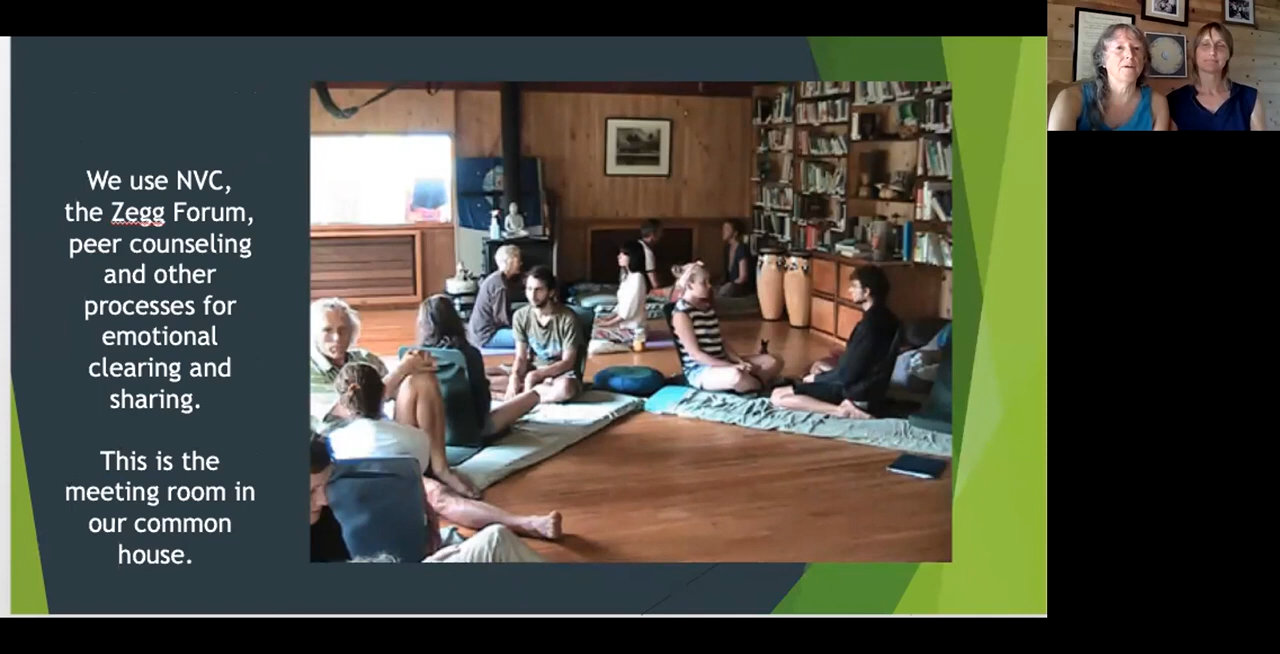 We use NVC,
the Zegg Forum,
peer counseling
and other
processes for
emotional
clearing and
sharing.
This is the
meeting room in
our common
house.